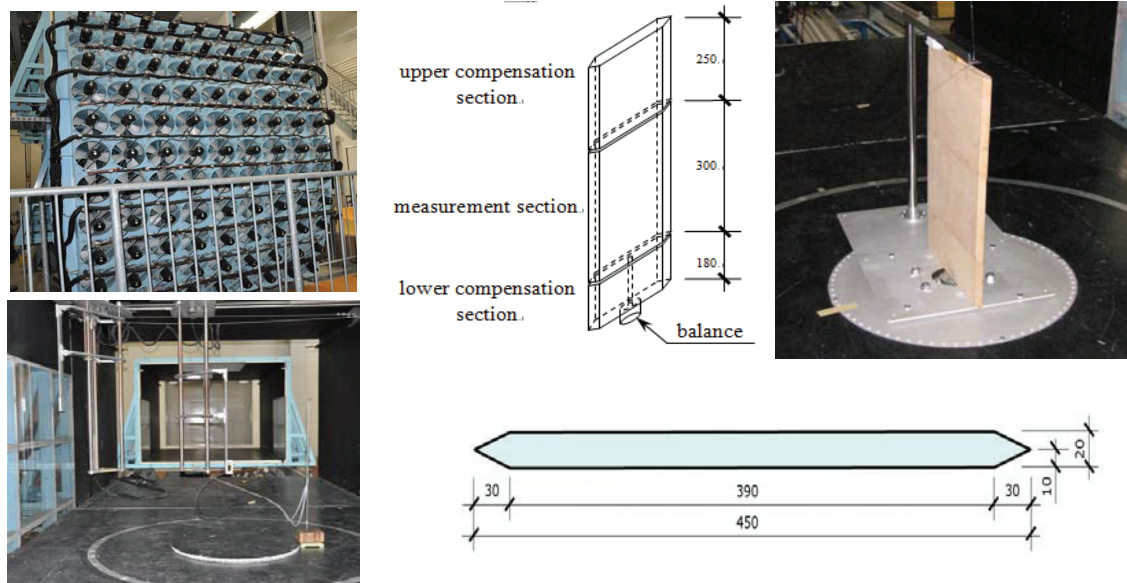 upper compensation
section.
measurement section.
lower compensation
section.
balance
250.
300.
180.
30
390
30
450
10
20